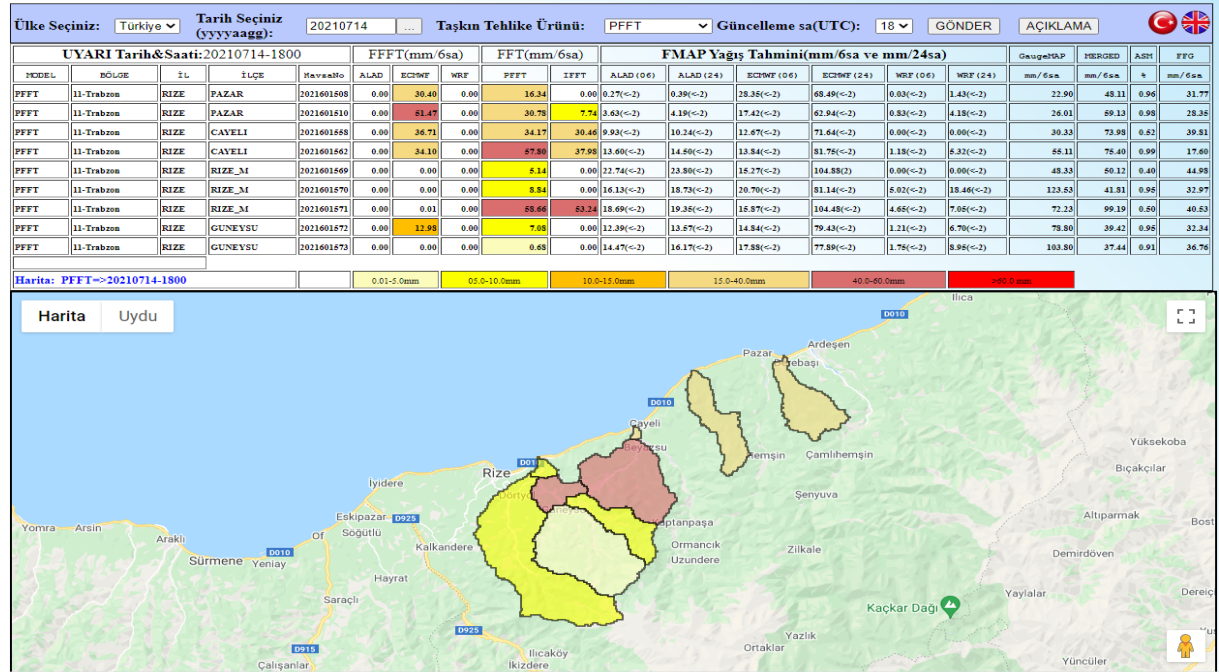 Ülke Seçiniz: Türkiye Tarih Seçiniz (yyyyaagg): 20210714 ... Taşkın Tehlike Ürünü: PFFT Güncelleme sa(UTC): 18 GÖNDER AÇIKLAMA
UYARI Tarih&Saati:20210714-1800 FFFT(mm/6sa) FFT(mm/6sa) FMAP Yağış Tahmini(mm/6sa ve mm/24sa) GaugeMAP MERGED ASM FFG
MODEL BÖLGE İL İLÇE HavzaNo ALAD ECMWF WRF PFFT IFFT ALAD(06) ALAD(24) ECMWF(06) ECMWF(24) WRF(06) WRF(24) mm/6sa mm/6sa % mm/6sa
PFFT 11-Trabzon RIZE PAZAR 2021601508 0.00 30.40 0.00 16.34 0.00 0.27(<-2) 0.39(<-2) 28.35(<-2) 68.49(<-2) 0.03(<-2) 1.43(<-2) 22.90 48.11 0.96 31.77
PFFT 11-Trabzon RIZE PAZAR 2021601510 0.00 51.47 0.00 30.78 7.74 3.63(<-2) 4.19(<-2) 17.42(<-2) 62.94(<-2) 0.83(<-2) 4.18(<-2) 26.01 59.13 0.98 28.35
PFFT 11-Trabzon RIZE CAYELI 2021601558 0.00 36.71 0.00 34.17 30.46 9.93(<-2) 10.24(<-2) 12.67(<-2) 71.64(<-2) 0.00(<-2) 0.00(<-2) 30.33 73.98 0.52 39.81
PFFT 11-Trabzon RIZE CAYELI 2021601562 0.00 34.10 0.00 57.80 37.98 13.60(<-2) 14.50(<-2) 13.84(<-2) 81.75(<-2) 1.18(<-2) 5.32(<-2) 55.11 75.40 0.99 17.60
PFFT 11-Trabzon RIZE RIZE_M 2021601569 0.00 0.00 0.00 5.14 0.00 22.74(<-2) 23.80(<-2) 15.27(<-2) 104.88(2) 0.00(<-2) 0.00(<-2) 48.33 50.12 0.40 44.98
PFFT 11-Trabzon RIZE RIZE_M 2021601570 0.00 0.00 0.00 8.84 0.00 16.13(<-2) 18.73(<-2) 20.70(<-2) 81.14(<-2) 5.02(<-2) 18.46(<-2) 123.53 41.81 0.95 32.97
PFFT 11-Trabzon RIZE RIZE_M 2021601571 0.00 0.01 0.00 58.66 53.24 18.69(<-2) 19.35(<-2) 15.87(<-2) 104.48(<-2) 4.65(<-2) 7.05(<-2) 72.23 99.19 0.50 40.53
PFFT 11-Trabzon RIZE GUNEYSU 2021601572 0.00 12.98 0.00 7.08 0.00 12.39(<-2) 13.57(<-2) 14.84(<-2) 79.43(<-2) 1.21(<-2) 6.70(<-2) 78.80 39.42 0.95 32.34
PFFT 11-Trabzon RIZE GUNEYSU 2021601573 0.00 0.00 0.00 0.68 0.00 14.47(<-2) 16.17(<-2) 17.88(<-2) 77.89(<-2) 1.75(<-2) 8.95(<-2) 103.80 37.44 0.91 36.76
Harita: PFFT=>20210714-1800 0.01-5.0mm 05.0-10.0mm 10.0-15.0mm 15.0-40.0mm 40.0-60.0mm >60.0 mm
Ilıca
Harita Uydu D010
Ardeşen
Pazar
D010
Çayeli
Yüksekoba
Beyazsu
Hemşin Çamlıhemşin
D010
Bıçakçılar
Rize
İyidere
Şenyuva
Altıparmak
Eskipazar D925
Yomra Arsin
Bost
Araklı Of Söğütlü
Kaptanpaşa
Ormancık
Kalkandere Zilkale
D010 Demirdöven
Sürmene Yeniay Uzundere
Hayrat
Yaylalar Dereiçi
Saraçlı Kaçkar Dağı
D925 Yazlık
D915 Ilıcaköy Ortaklar
Çalışanlar İkizdere Yüncüler